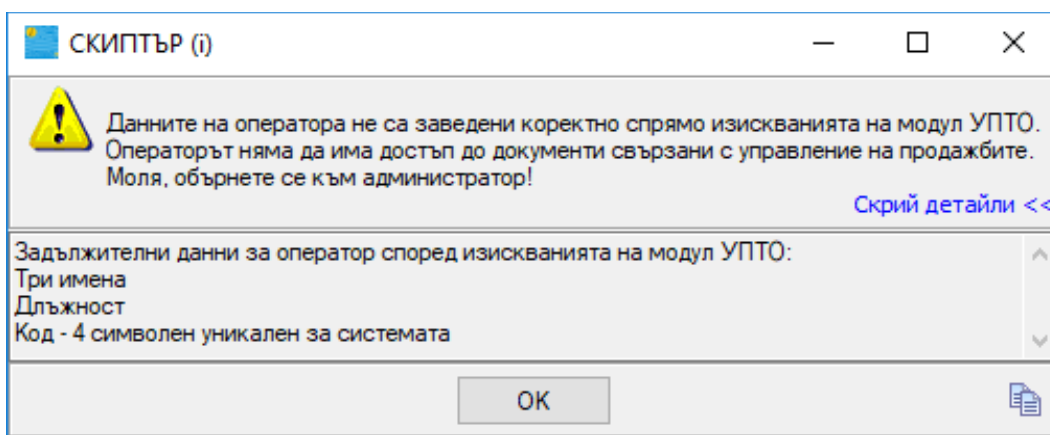 СКИПТЪР (i)
Данните на оператора не са заведени коректно спрямо изискванията на модул УПТО.
Операторът няма да има достъп до документи свързани с управление на продажбите.
Моля, обърнете се към администратор!
Скрий детайли <<
Задължителни данни за оператор според изискванията на модул УПТО:
Три имена
Длъжност
Код - 4 символен уникален за системата
OK